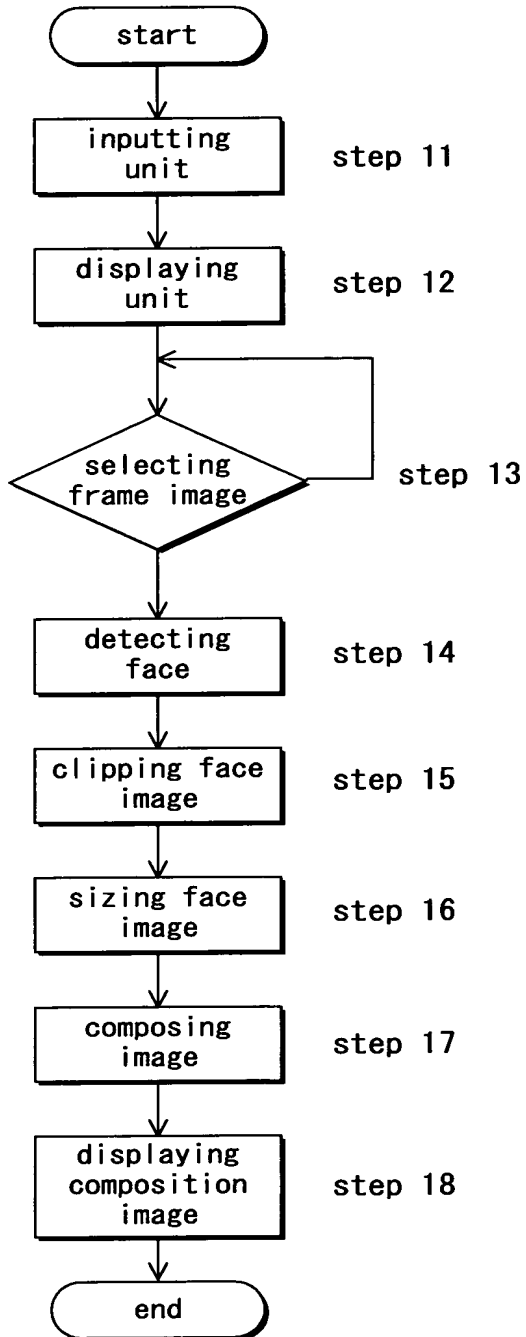 start
inputting
unit
step 11
displaying
unit
step 12
selecting
frame image
step 13
detecting
face
step 14
clipping face
image
step 15
sizing face
image
step 16
composing
image
step 17
displaying
composition
image
step 18
end